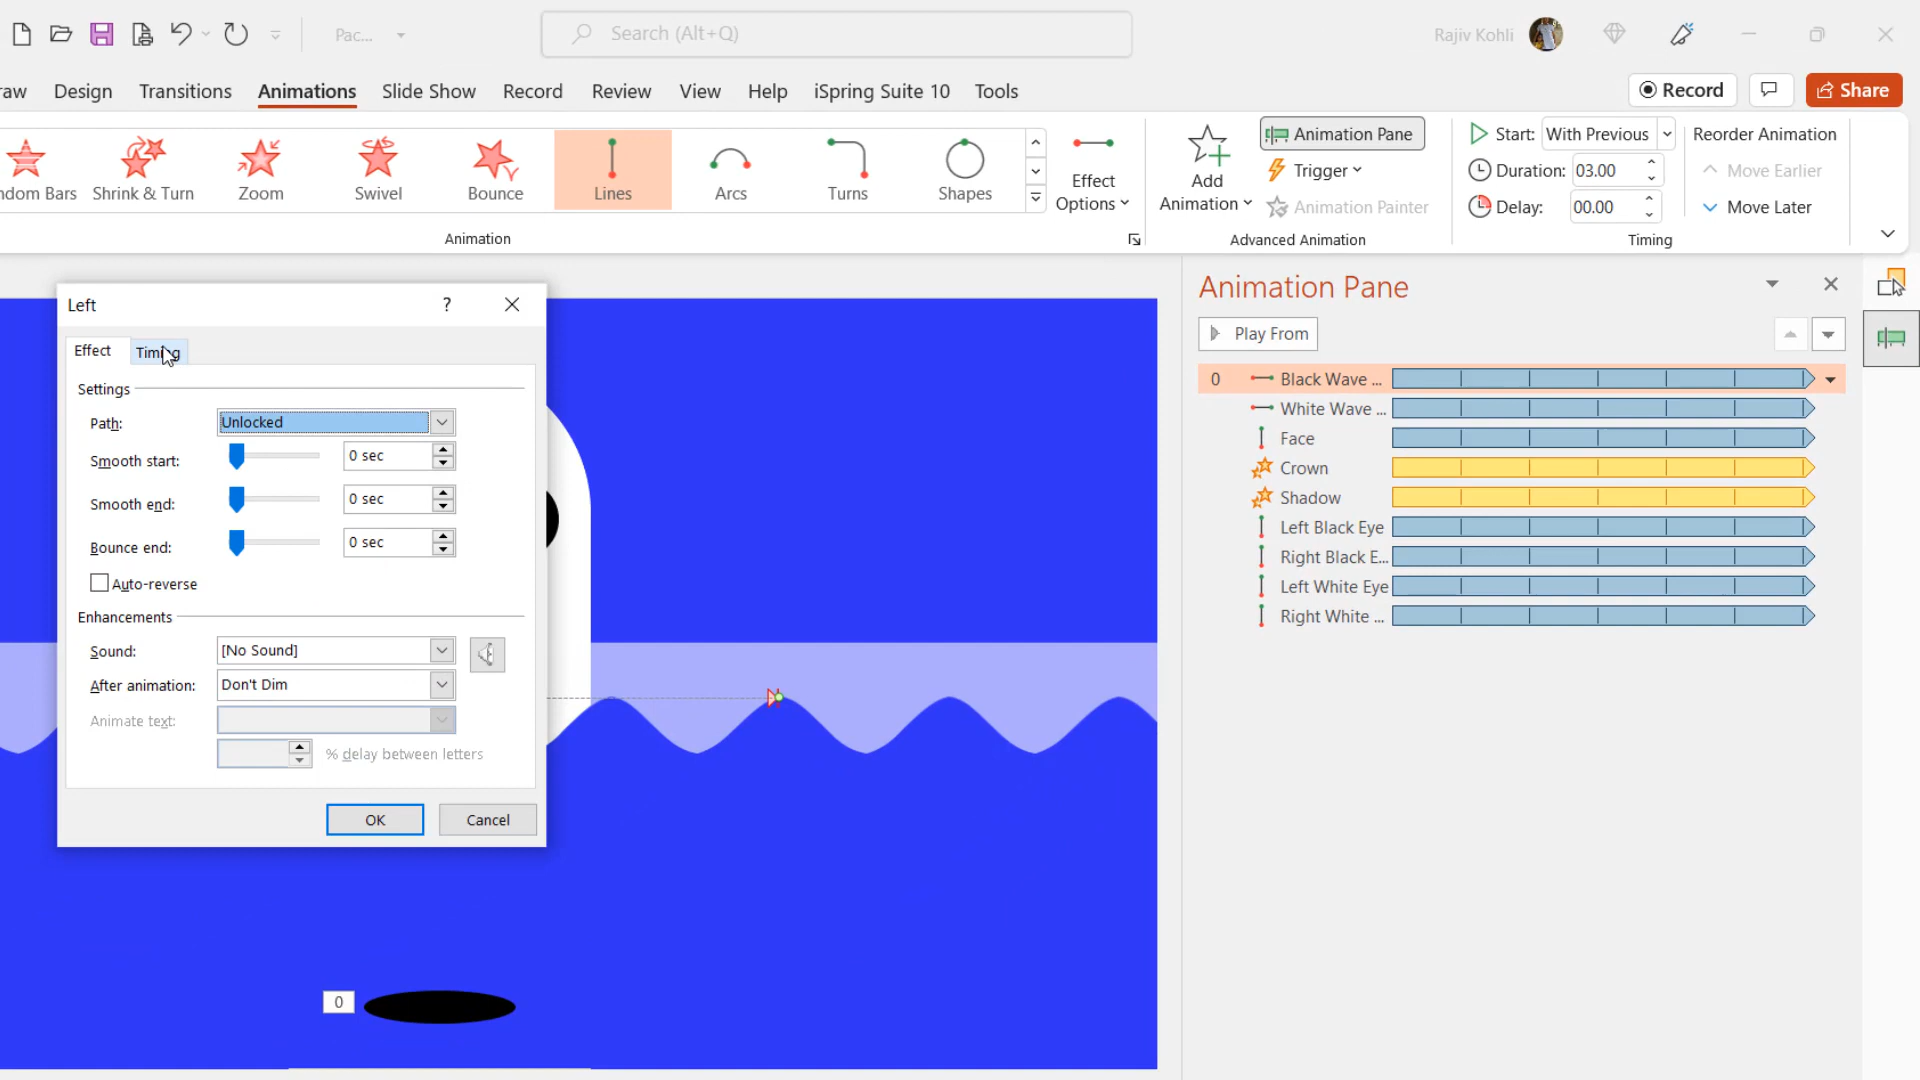 Pac...
Search (Alt+Q)
Rajiv Kohli
raw Design Transitions Animations Slide Show Record Review View Help iSpring Suite 10 Tools
Record
Share
ndom Bars Shrink & Turn Zoom Swivel Bounce Lines Arcs Turns Shapes
Effect
Options
Add
Animation
Animation Pane
Trigger
Animation Painter
Start: With Previous
Duration: 03.00
Delay: 00.00
Reorder Animation
Move Earlier
Move Later
Animation
Advanced Animation
Timing
Left
?
Effect Timing
Settings
Path: Unlocked
Smooth start: 0 sec
Smooth end: 0 sec
Bounce end: 0 sec
Auto-reverse
Enhancements
Sound: [No Sound]
After animation: Don't Dim
Animate text:
% delay between letters
OK Cancel
0
Animation Pane
Play From
0 Black Wave ...
White Wave ...
Face
Crown
Shadow
Left Black Eye
Right Black E...
Left White Eye
Right White ...